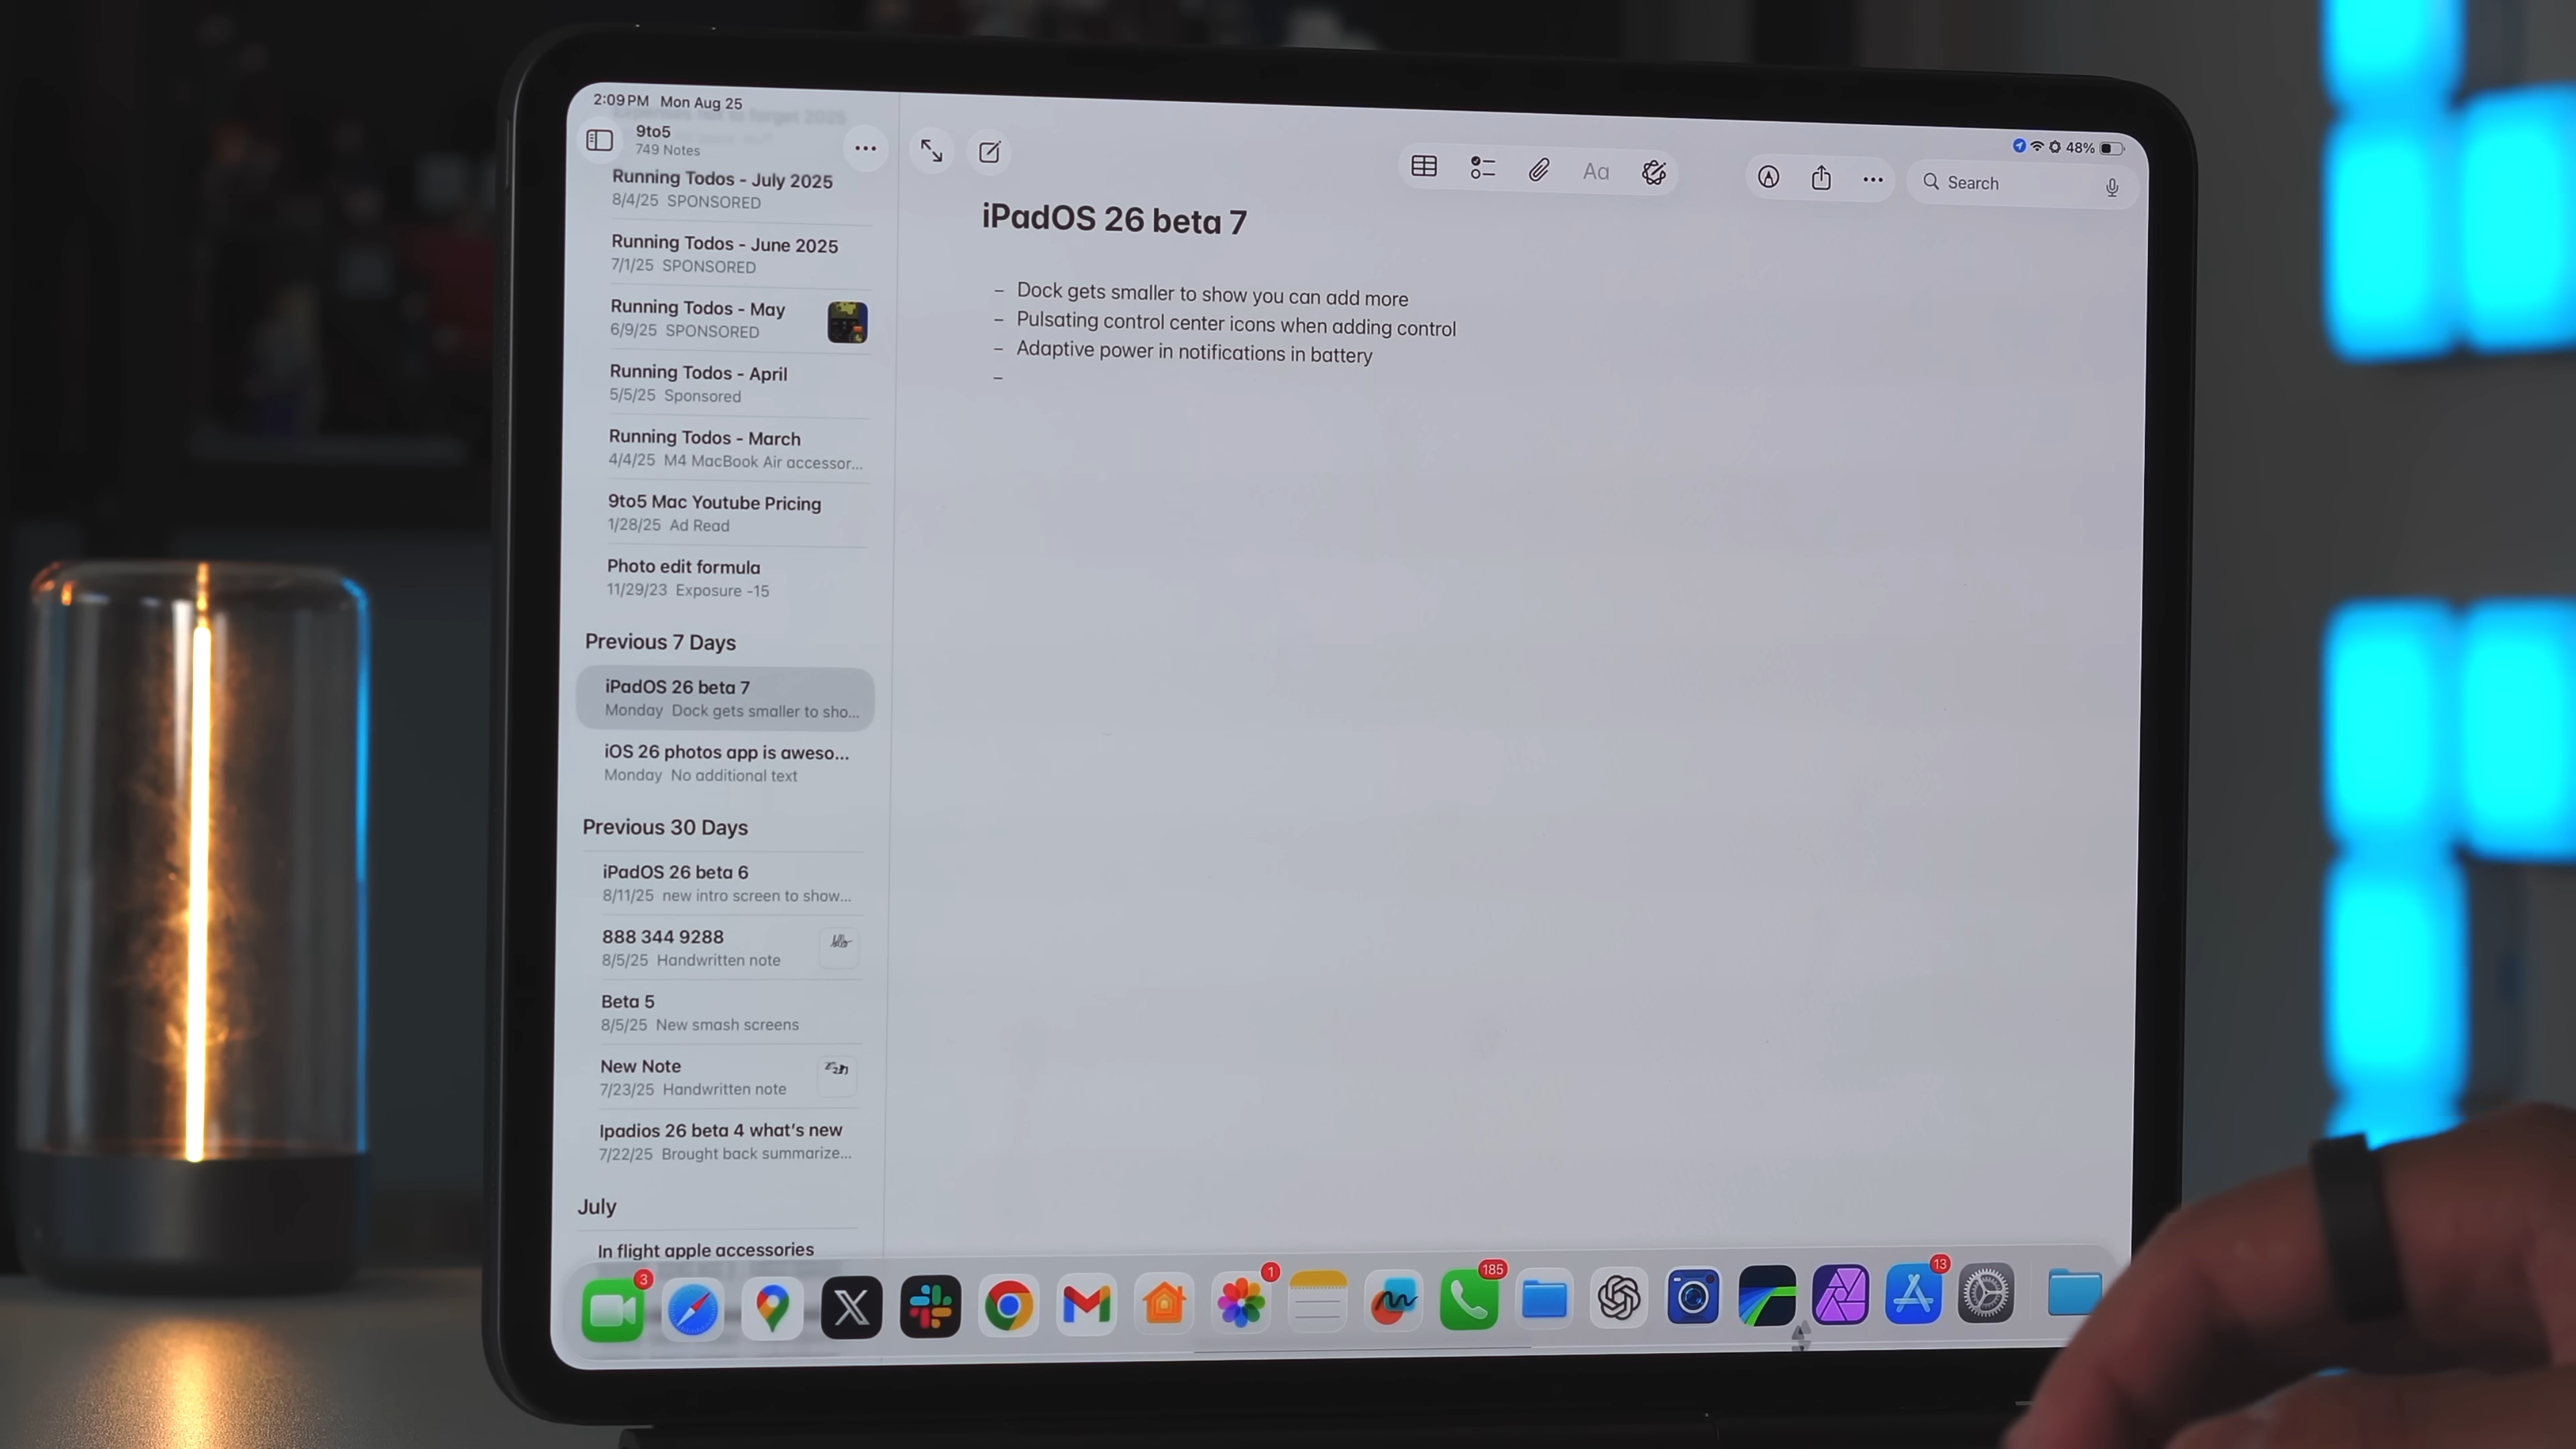 2:09 PM Mon Aug 25
9to5
749 Notes
Running Todos - July 2025
8/4/25 SPONSORED
Running Todos - June 2025
7/1/25 SPONSORED
Running Todos - May
6/9/25 SPONSORED
Running Todos - April
5/5/25 Sponsored
Running Todos - March
4/4/25 M4 MacBook Air accessor...
9to5 Mac Youtube Pricing
1/28/25 Ad Read
Photo edit formula
11/29/23 Exposure -15
Previous 7 Days
iPadOS 26 beta 7
Monday Dock gets smaller to sho...
iOS 26 photos app is aweso...
Monday No additional text
Previous 30 Days
iPadOS 26 beta 6
8/11/25 new intro screen to show...
888 344 9288
8/5/25 Handwritten note
Beta 5
8/5/25 New smash screens
New Note
7/23/25 Handwritten note
Ipadios 26 beta 4 what's new
7/22/25 Brought back summarize...
July
In flight apple accessories
48%
Aa
Search
iPadOS 26 beta 7
– Dock gets smaller to show you can add more
– Pulsating control center icons when adding control
– Adaptive power in notifications in battery
–
3
1
185
13